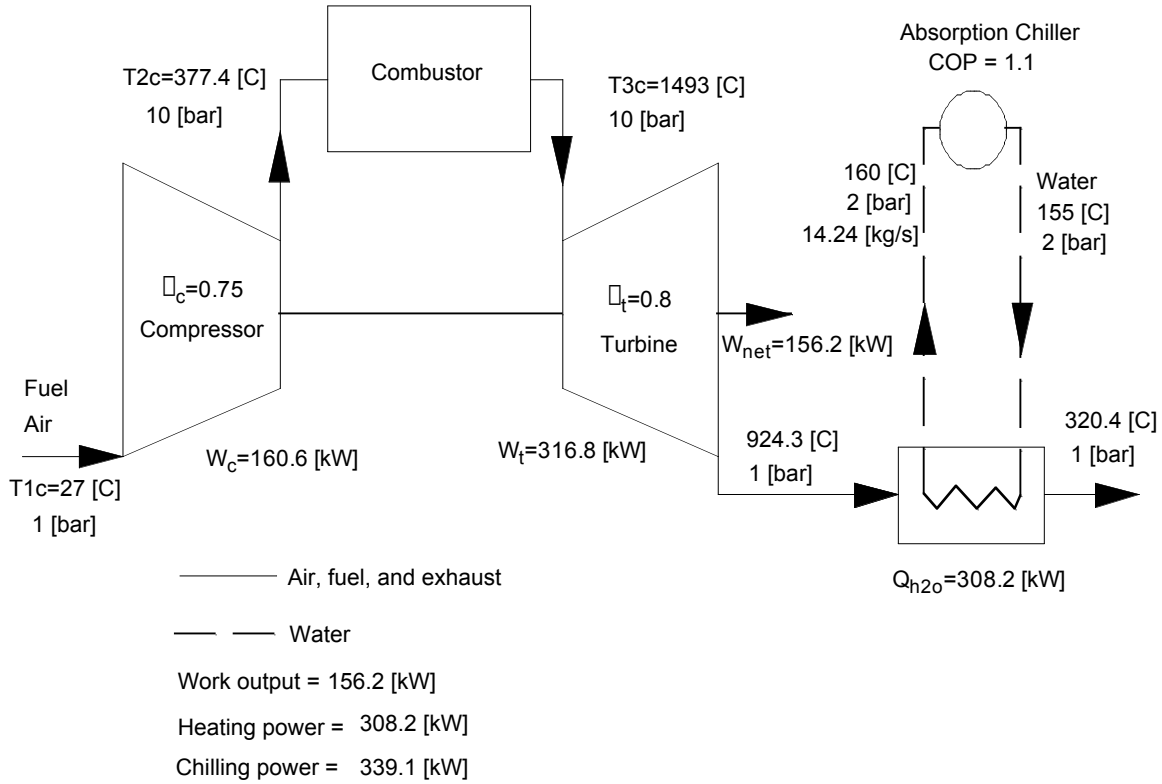 Absorption Chiller
COP = 1.1
T2c=377.4 [C]
10 [bar]
Combustor
T3c=1493 [C]
10 [bar]
160 [C]
2 [bar]
14.24 [kg/s]
Water
155 [C]
2 [bar]
□c=0.75
Compressor
□t=0.8
Turbine
Wnet=156.2 [kW]
Fuel
Air
T1c=27 [C]
1 [bar]
Wc=160.6 [kW]
Wt=316.8 [kW]
924.3 [C]
1 [bar]
320.4 [C]
1 [bar]
Qh2o=308.2 [kW]
Air, fuel, and exhaust
Water
Work output = 156.2 [kW]
Heating power = 308.2 [kW]
Chilling power = 339.1 [kW]